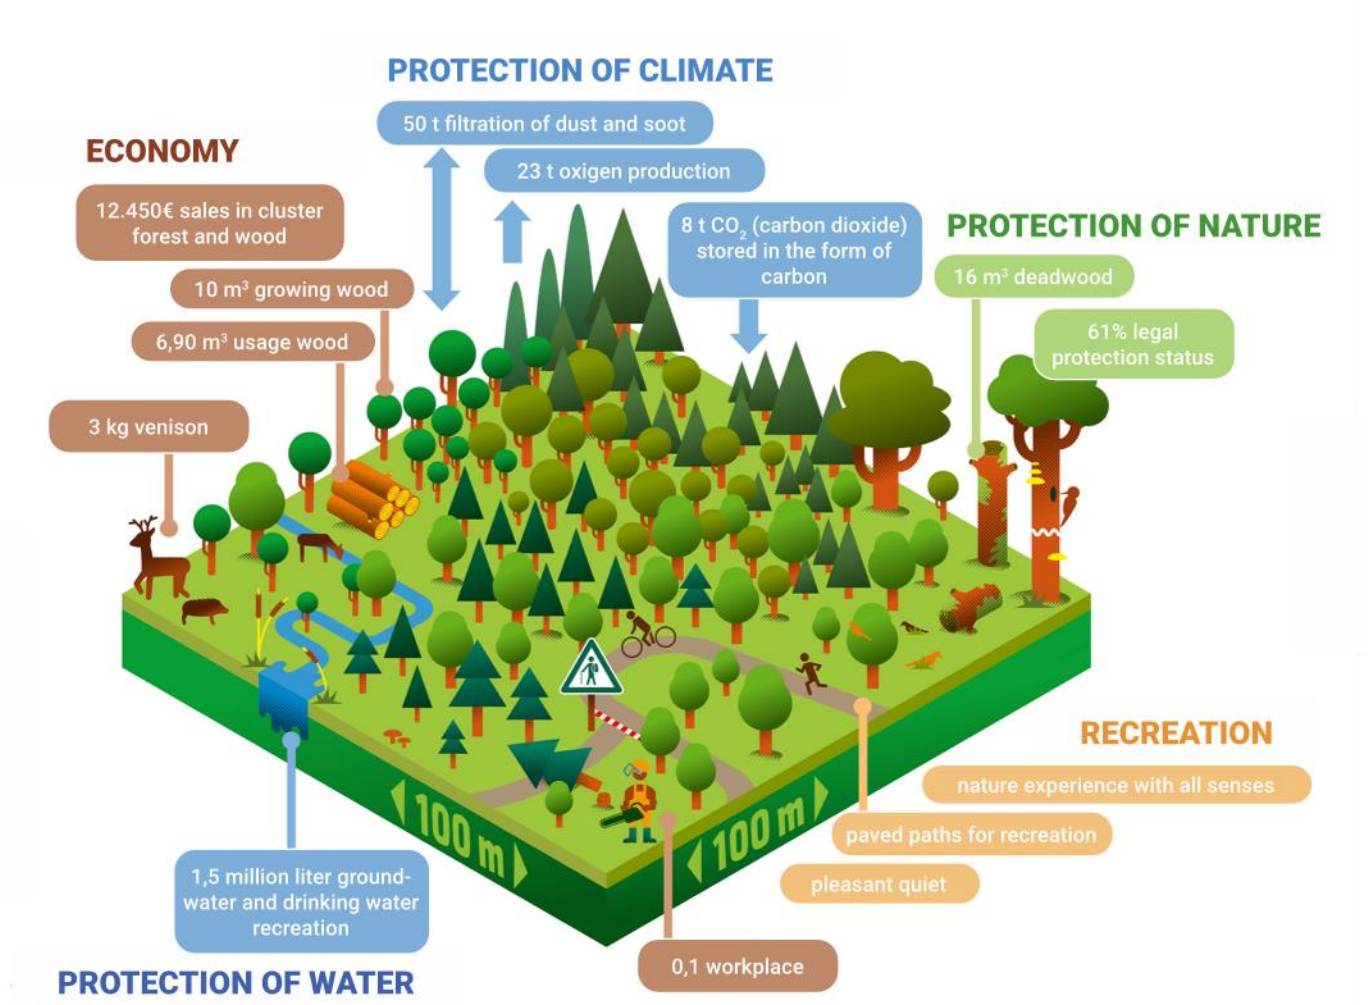 PROTECTION OF CLIMATE
50 t filtration of dust and soot
23 t oxigen production
8 t CO₂ (carbon dioxide)
stored in the form of
carbon
ECONOMY
12.450€ sales in cluster
forest and wood
10 m³ growing wood
6,90 m³ usage wood
3 kg venison
PROTECTION OF NATURE
16 m³ deadwood
61% legal
protection status
100 m
100 m
RECREATION
nature experience with all senses
paved paths for recreation
pleasant quiet
0,1 workplace
1,5 million liter ground-
water and drinking water
recreation
PROTECTION OF WATER